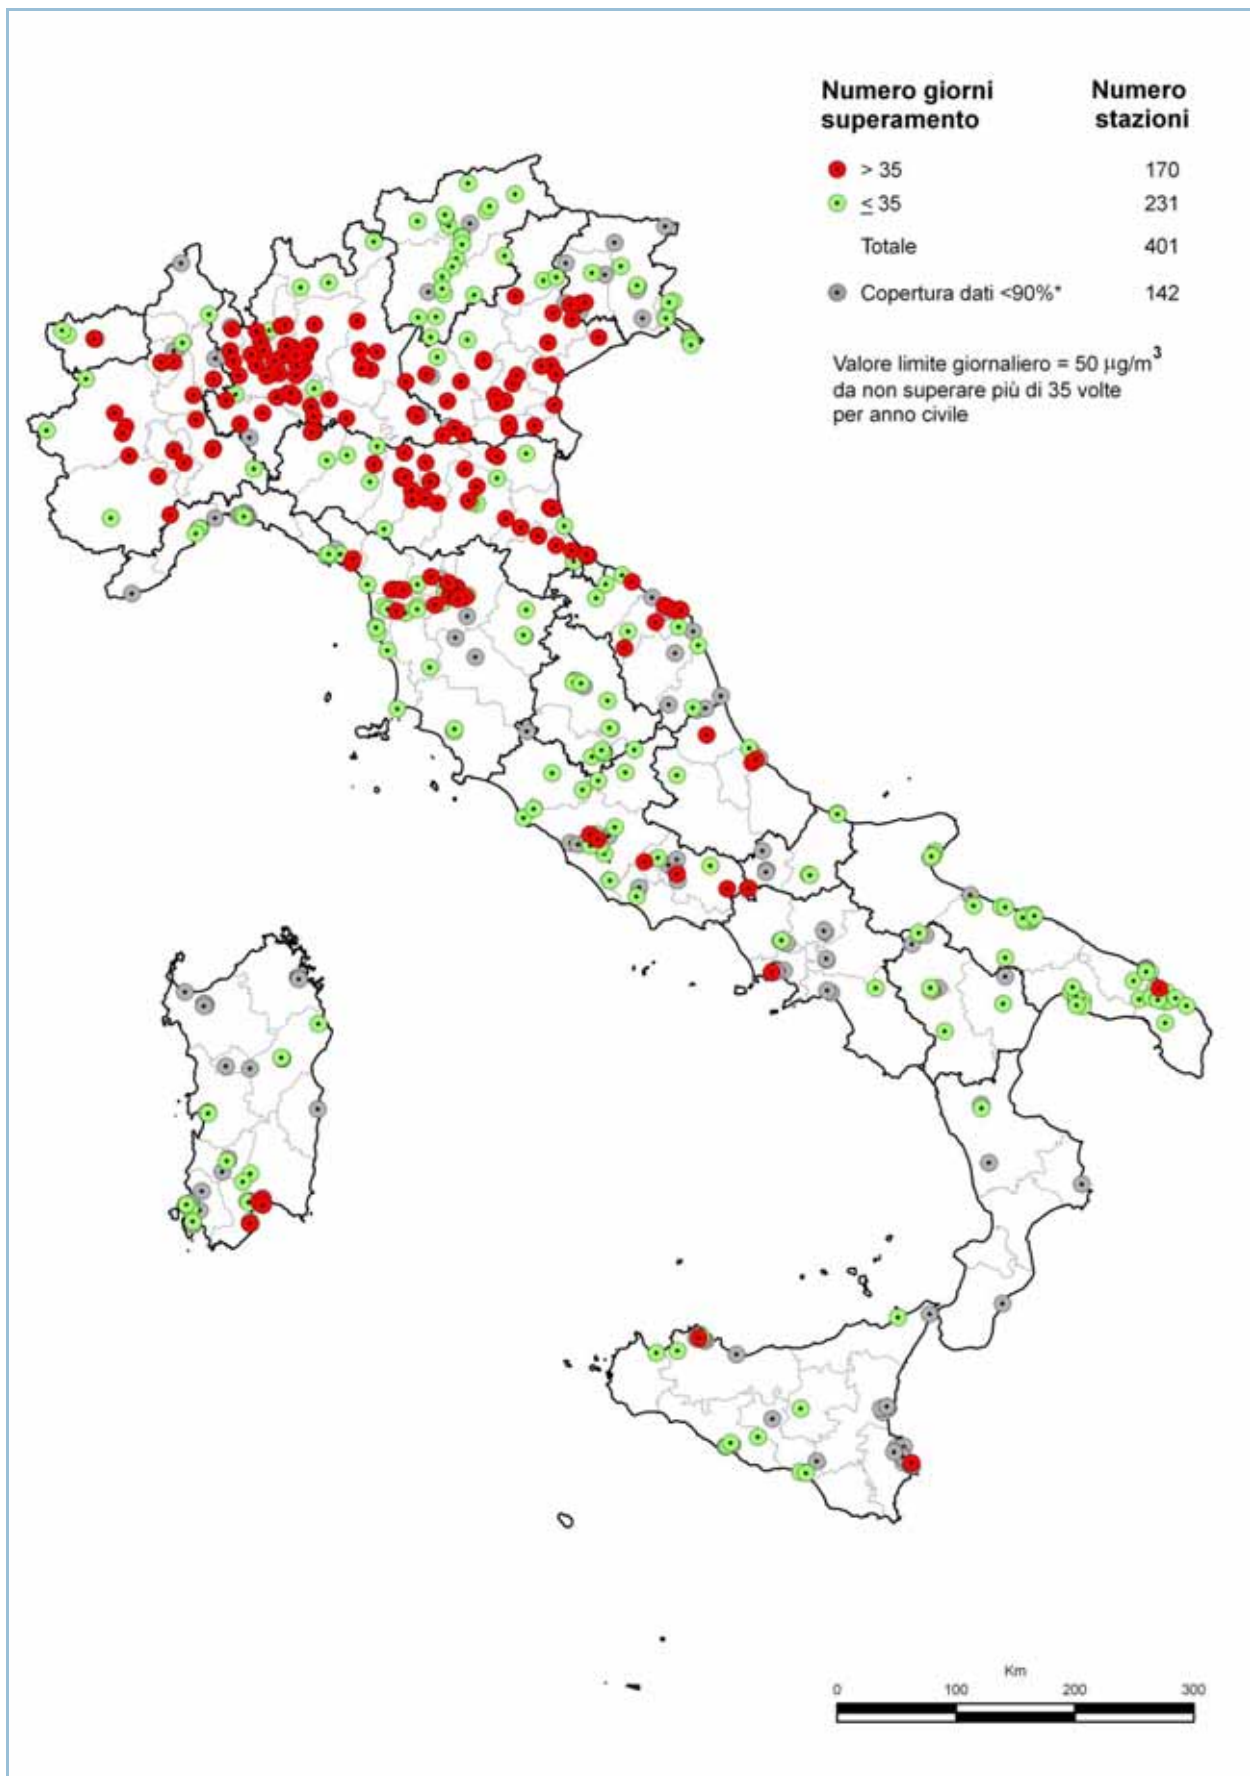 Numero giorni superamento
Numero stazioni
> 35 170
≤ 35 231
Totale 401
Copertura dati <90%* 142
Valore limite giornaliero = 50 µg/m³
da non superare più di 35 volte
per anno civile
Km
0 100 200 300